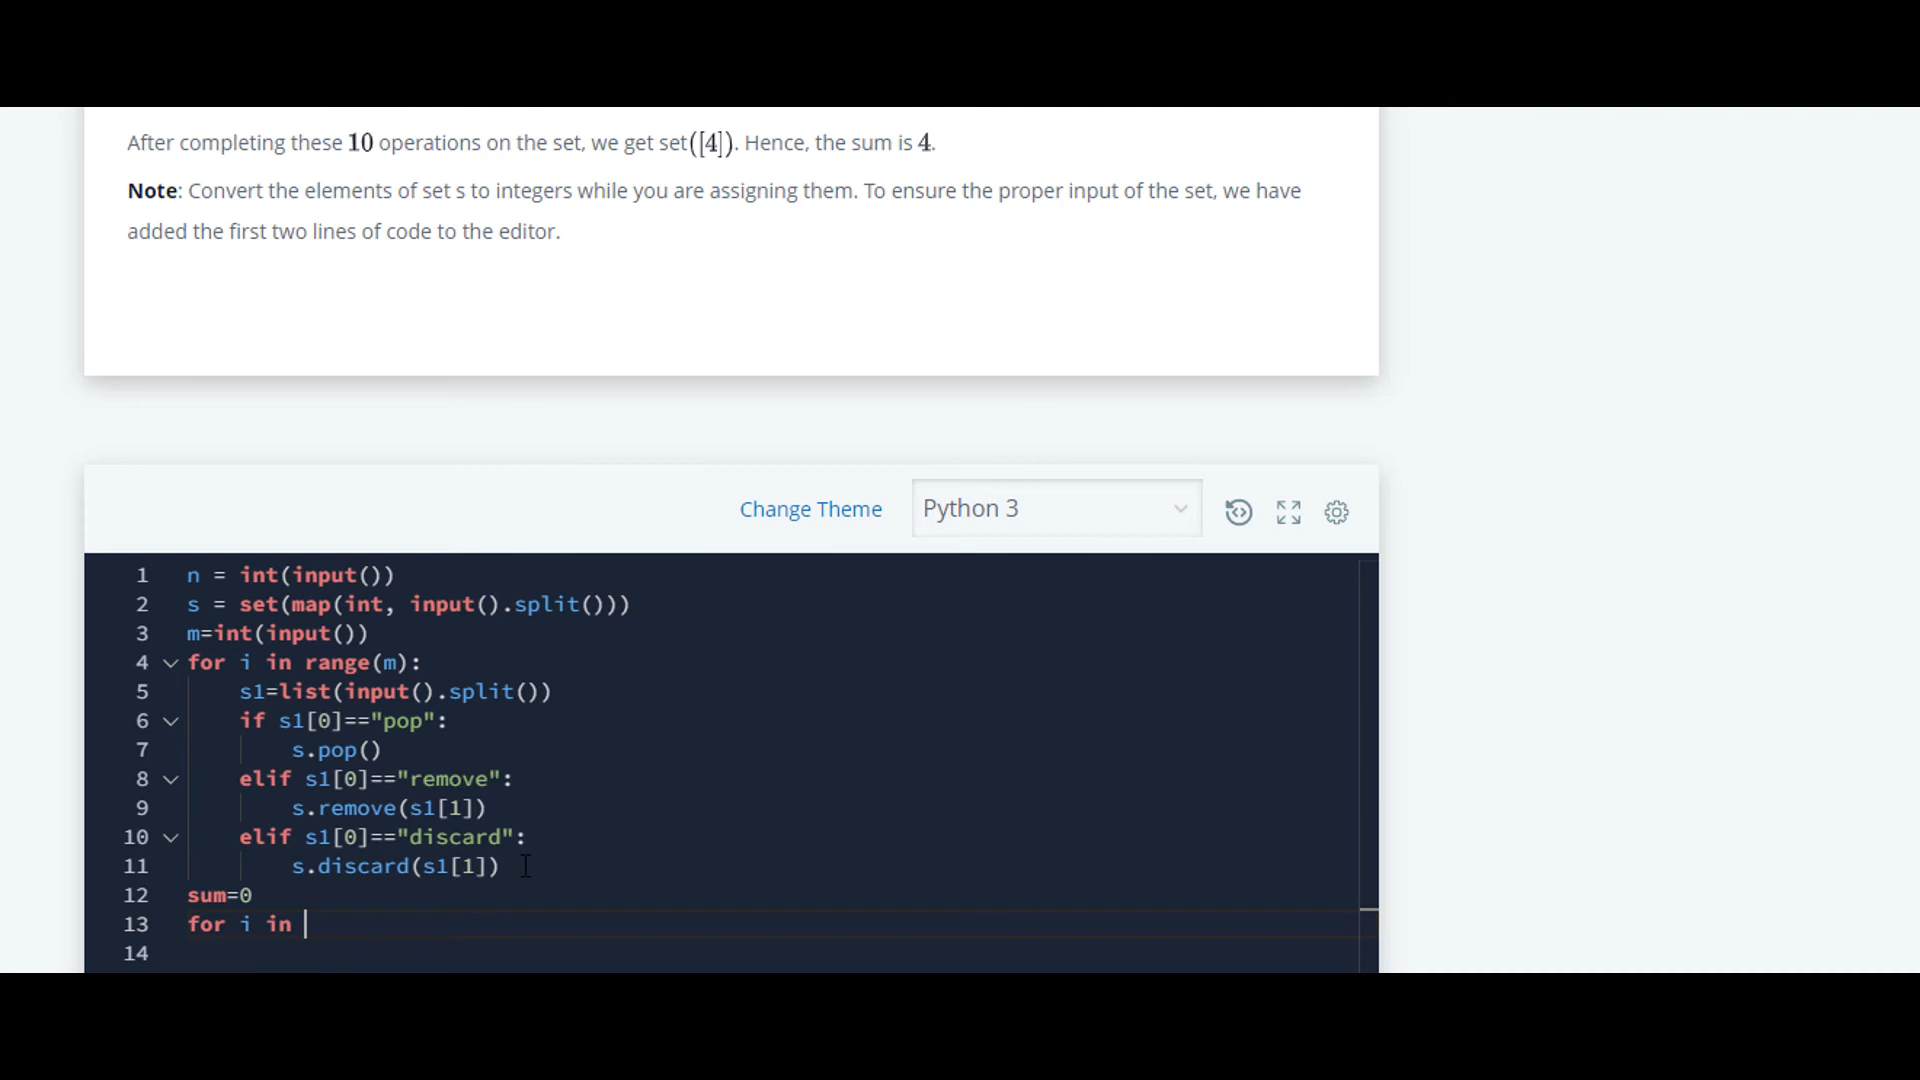 After completing these 10 operations on the set, we get set([4]). Hence, the sum is 4.
Note: Convert the elements of set s to integers while you are assigning them. To ensure the proper input of the set, we have
added the first two lines of code to the editor.
Change Theme
Python 3
1 n = int(input())
2 s = set(map(int, input().split()))
3 m=int(input())
4 for i in range(m):
5     s1=list(input().split())
6     if s1[0]=="pop":
7         s.pop()
8     elif s1[0]=="remove":
9         s.remove(s1[1])
10     elif s1[0]=="discard":
11         s.discard(s1[1])
12 sum=0
13 for i in
14